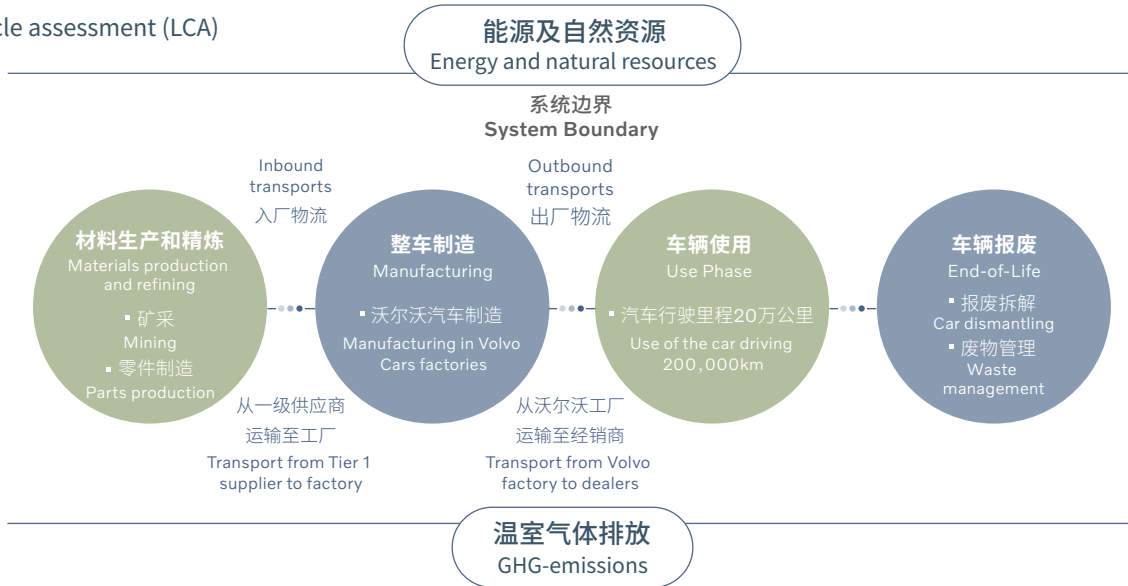 cle assessment (LCA)
能源及自然资源
Energy and natural resources
系统边界
System Boundary
Inbound
transports
入厂物流
Outbound
transports
出厂物流
材料生产和精炼
Materials production
and refining
▪ 矿采
Mining
▪ 零件制造
Parts production
整车制造
Manufacturing
▪ 沃尔沃汽车制造
Manufacturing in Volvo
Cars factories
车辆使用
Use Phase
▪ 汽车行驶里程20万公里
Use of the car driving
200,000km
车辆报废
End-of-Life
▪ 报废拆解
Car dismantling
▪ 废物管理
Waste
management
从一级供应商
运输至工厂
Transport from Tier 1
supplier to factory
从沃尔沃工厂
运输至经销商
Transport from Volvo
factory to dealers
温室气体排放
GHG-emissions